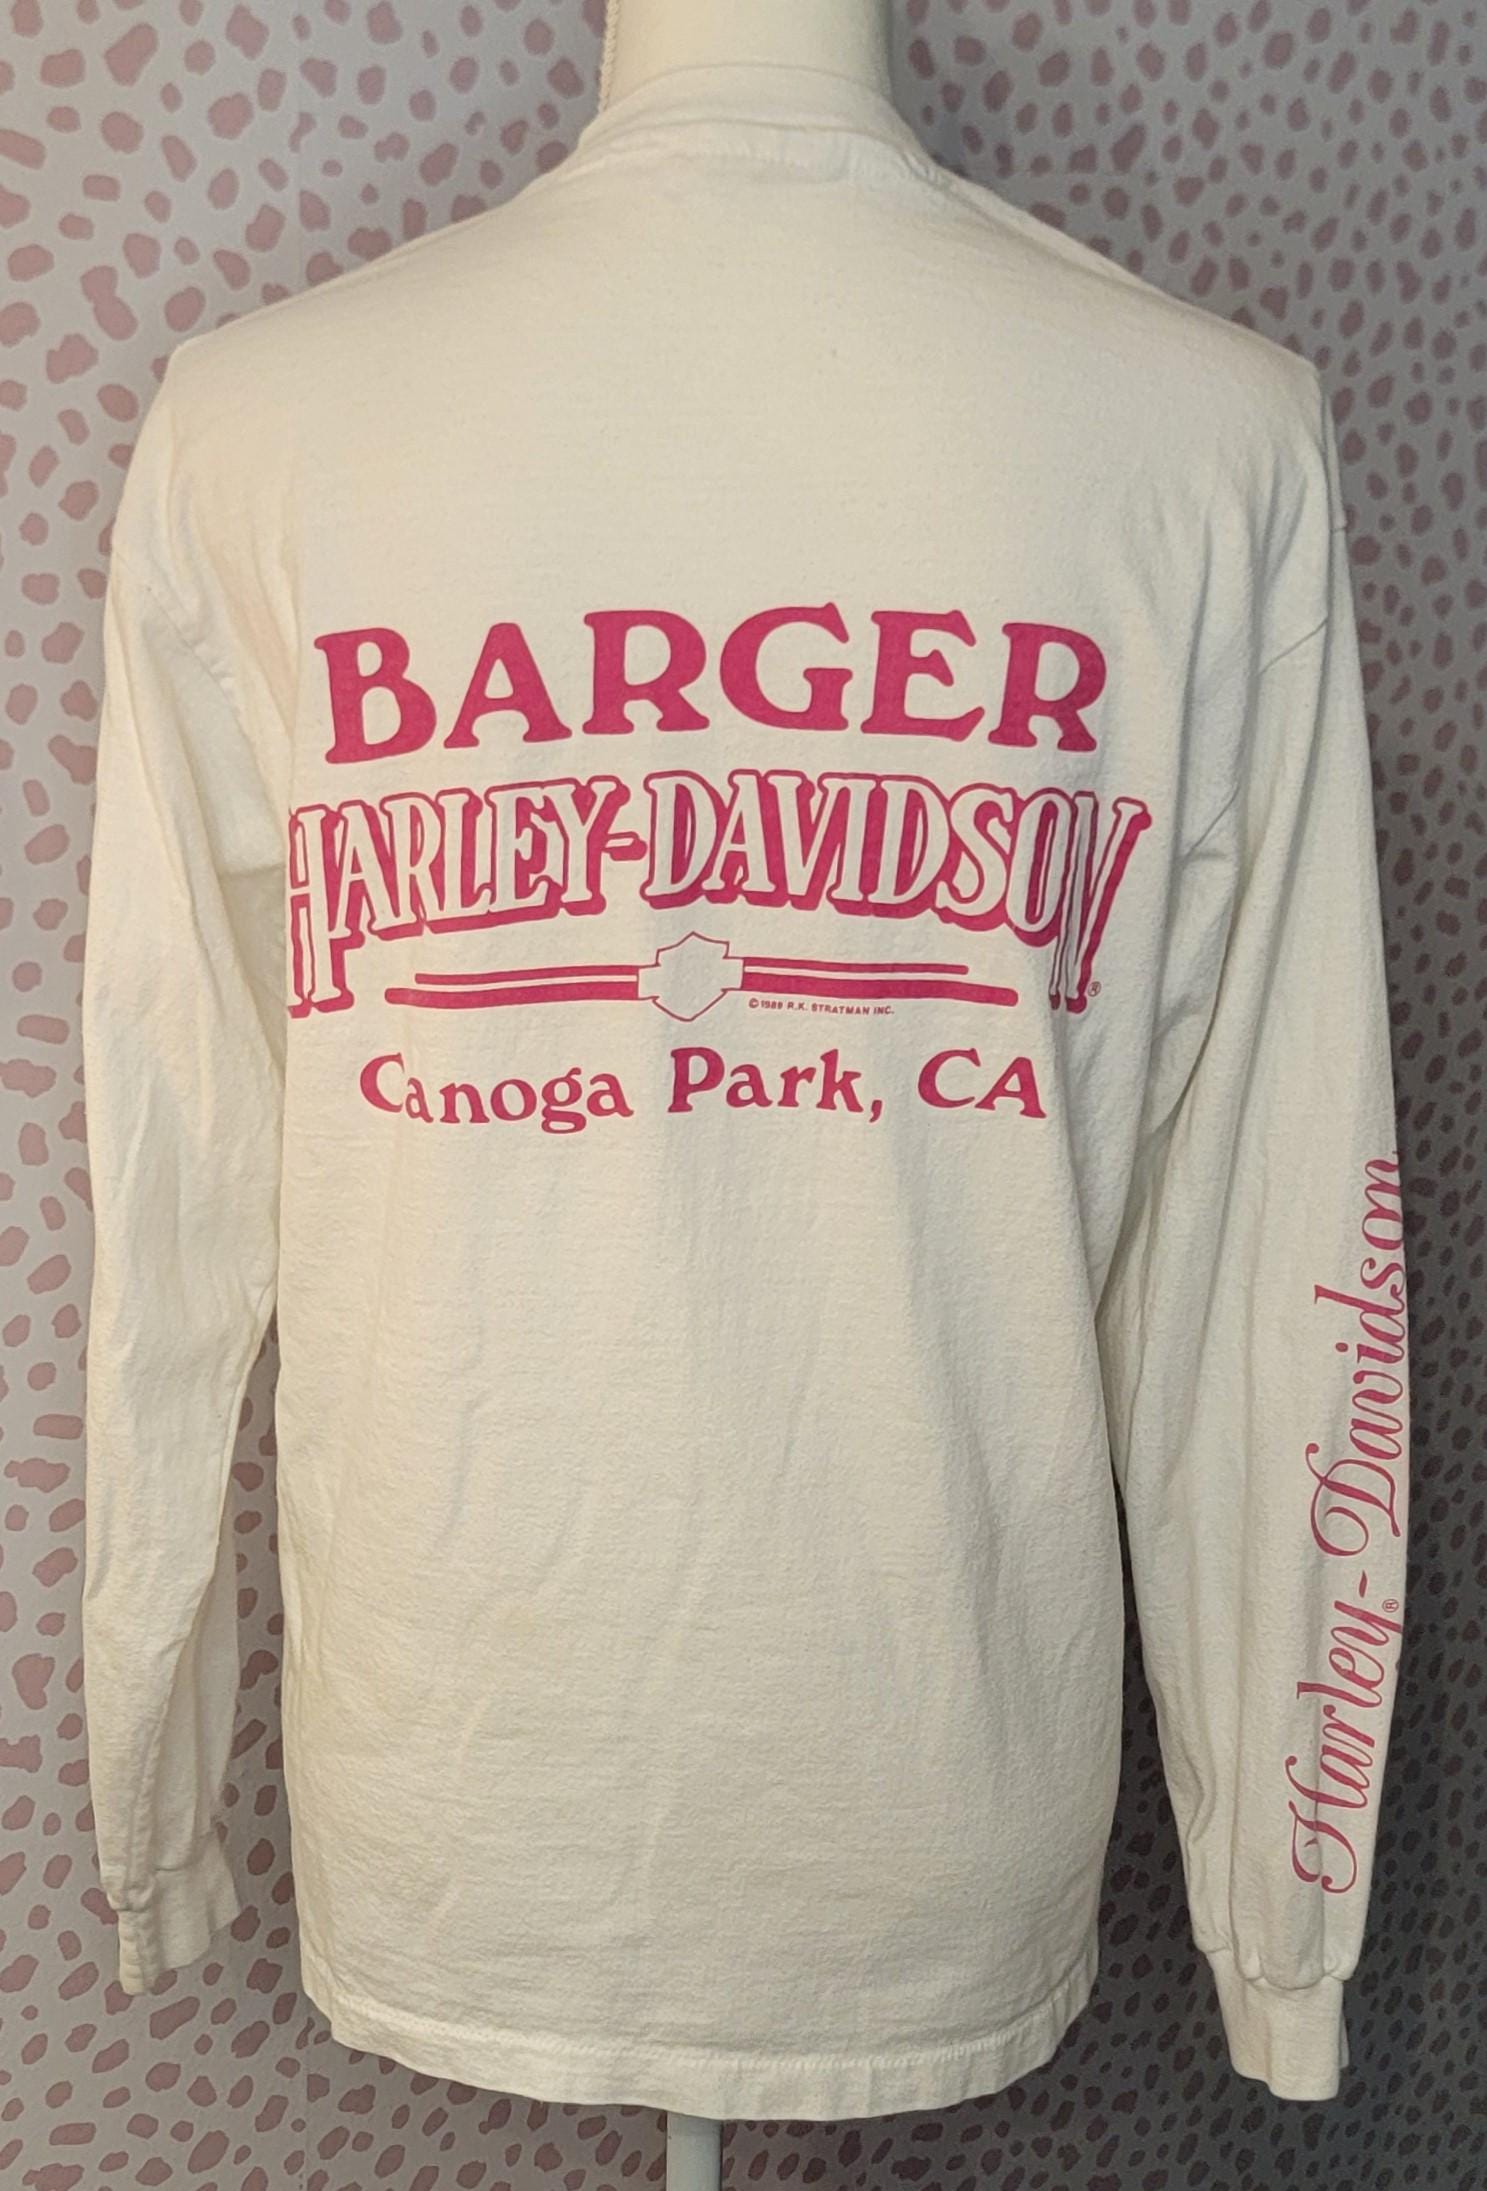 BARGER
HARLEY-DAVIDSON®
©1989 R.K. STRATMAN INC.
Canoga Park, CA
Harley-Davidson
®